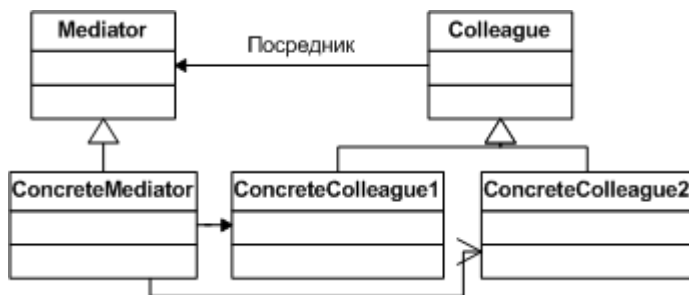 Mediator
Посредник
Colleague
ConcreteMediator
ConcreteColleague1
ConcreteColleague2